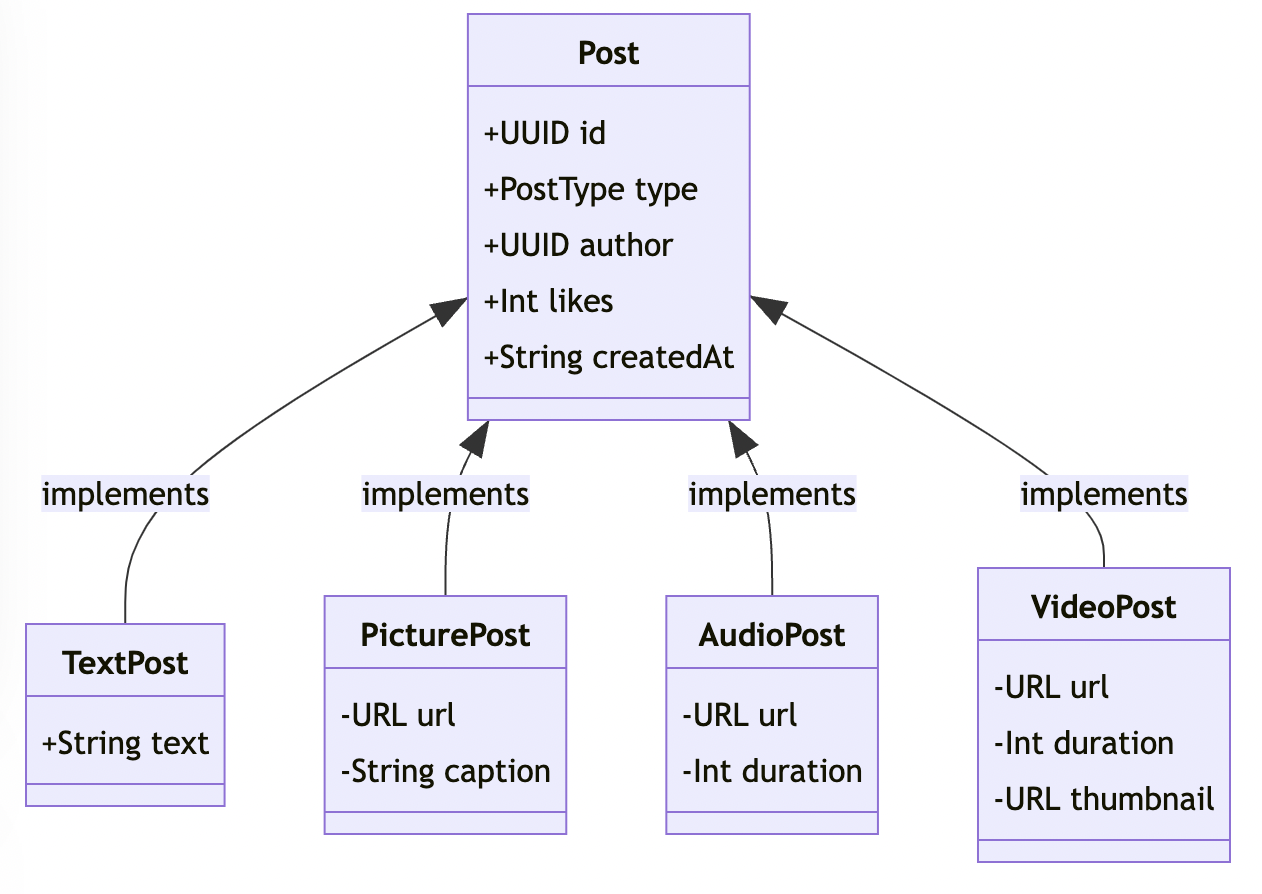 Post
+UUID id
+PostType type
+UUID author
+Int likes
+String createdAt
implements
implements
implements
implements
TextPost
+String text
PicturePost
-URL url
-String caption
AudioPost
-URL url
-Int duration
VideoPost
-URL url
-Int duration
-URL thumbnail